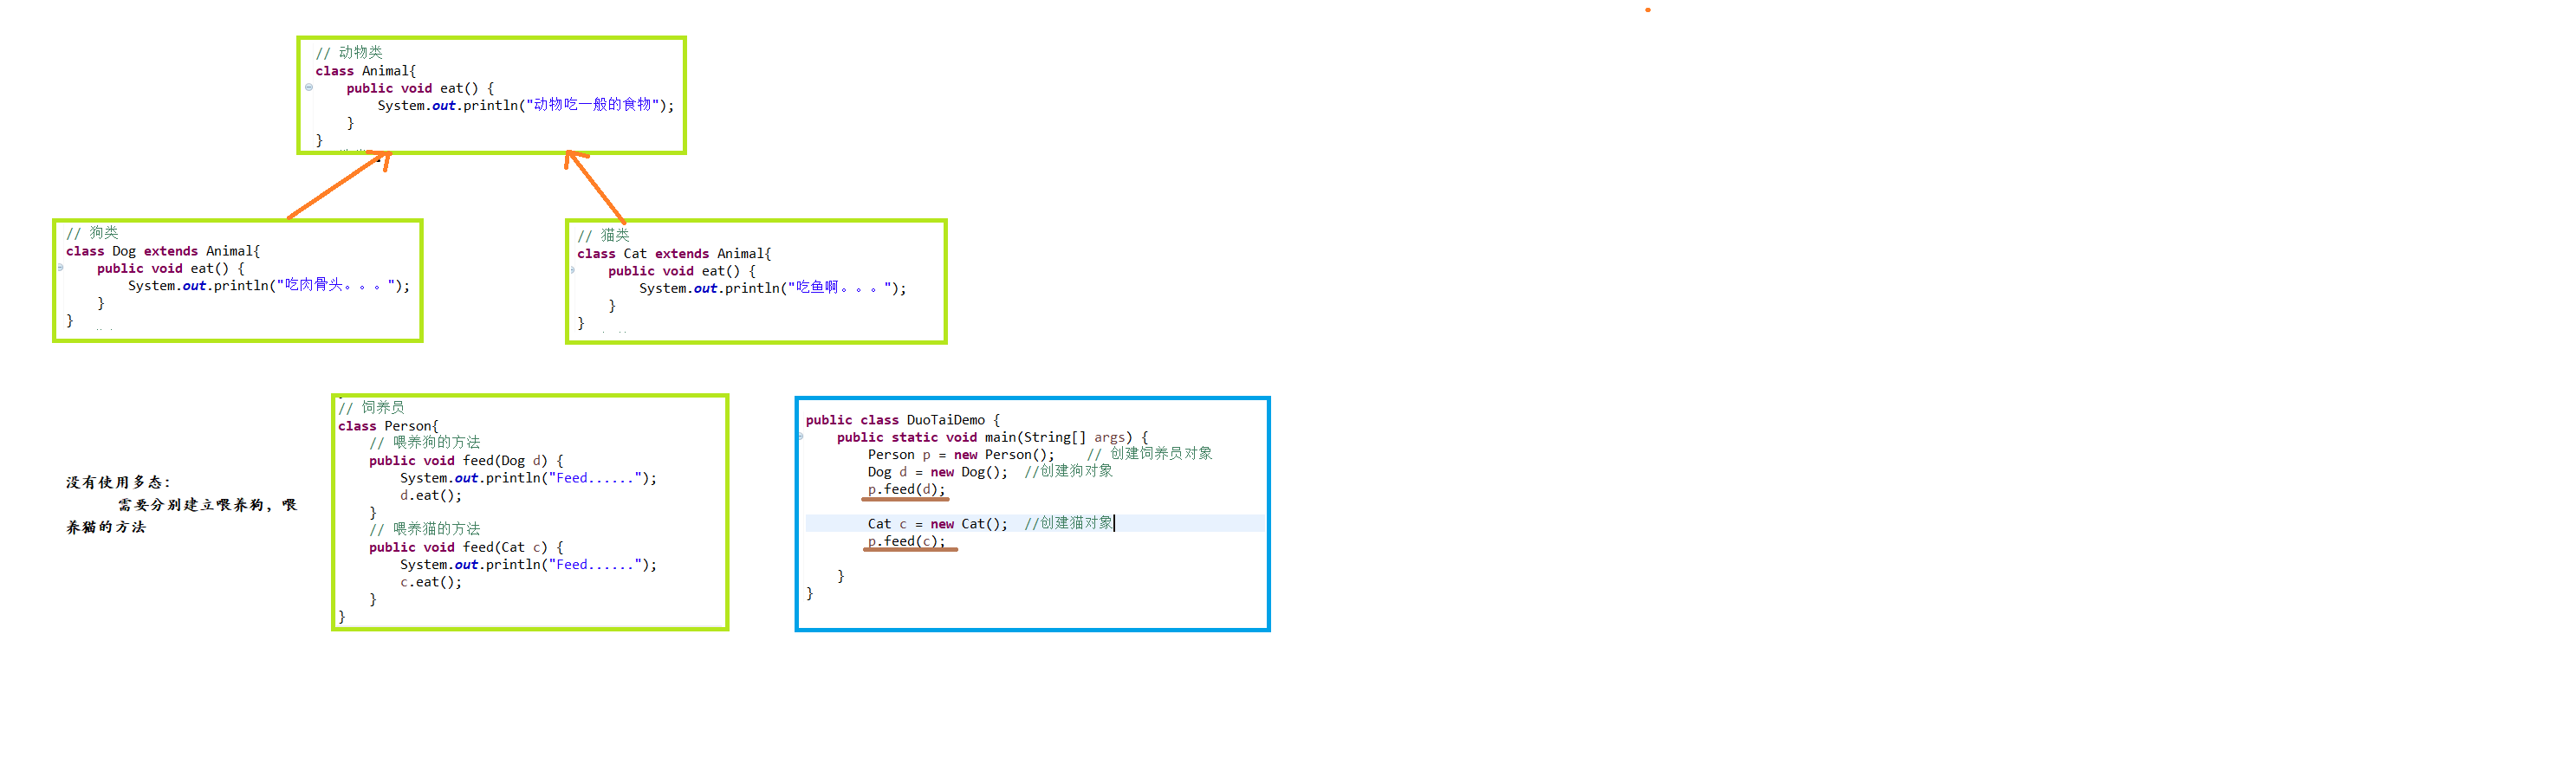 // 动物类
class Animal{
    public void eat() {
        System.out.println("动物吃一般的食物");
    }
}
// 狗类
class Dog extends Animal{
    public void eat() {
        System.out.println("吃肉骨头。。。");
    }
}
// 猫类
class Cat extends Animal{
    public void eat() {
        System.out.println("吃鱼啊。。。");
    }
}
没有使用多态：
需要分别建立喂养狗，喂
养猫的方法
// 饲养员
class Person{
    // 喂养狗的方法
    public void feed(Dog d) {
        System.out.println("Feed......");
        d.eat();
    }
    // 喂养猫的方法
    public void feed(Cat c) {
        System.out.println("Feed......");
        c.eat();
    }
}
public class DuoTaiDemo {
    public static void main(String[] args) {
        Person p = new Person();    // 创建饲养员对象
        Dog d = new Dog();  //创建狗对象
        p.feed(d);
        Cat c = new Cat();  //创建猫对象
        p.feed(c);
    }
}